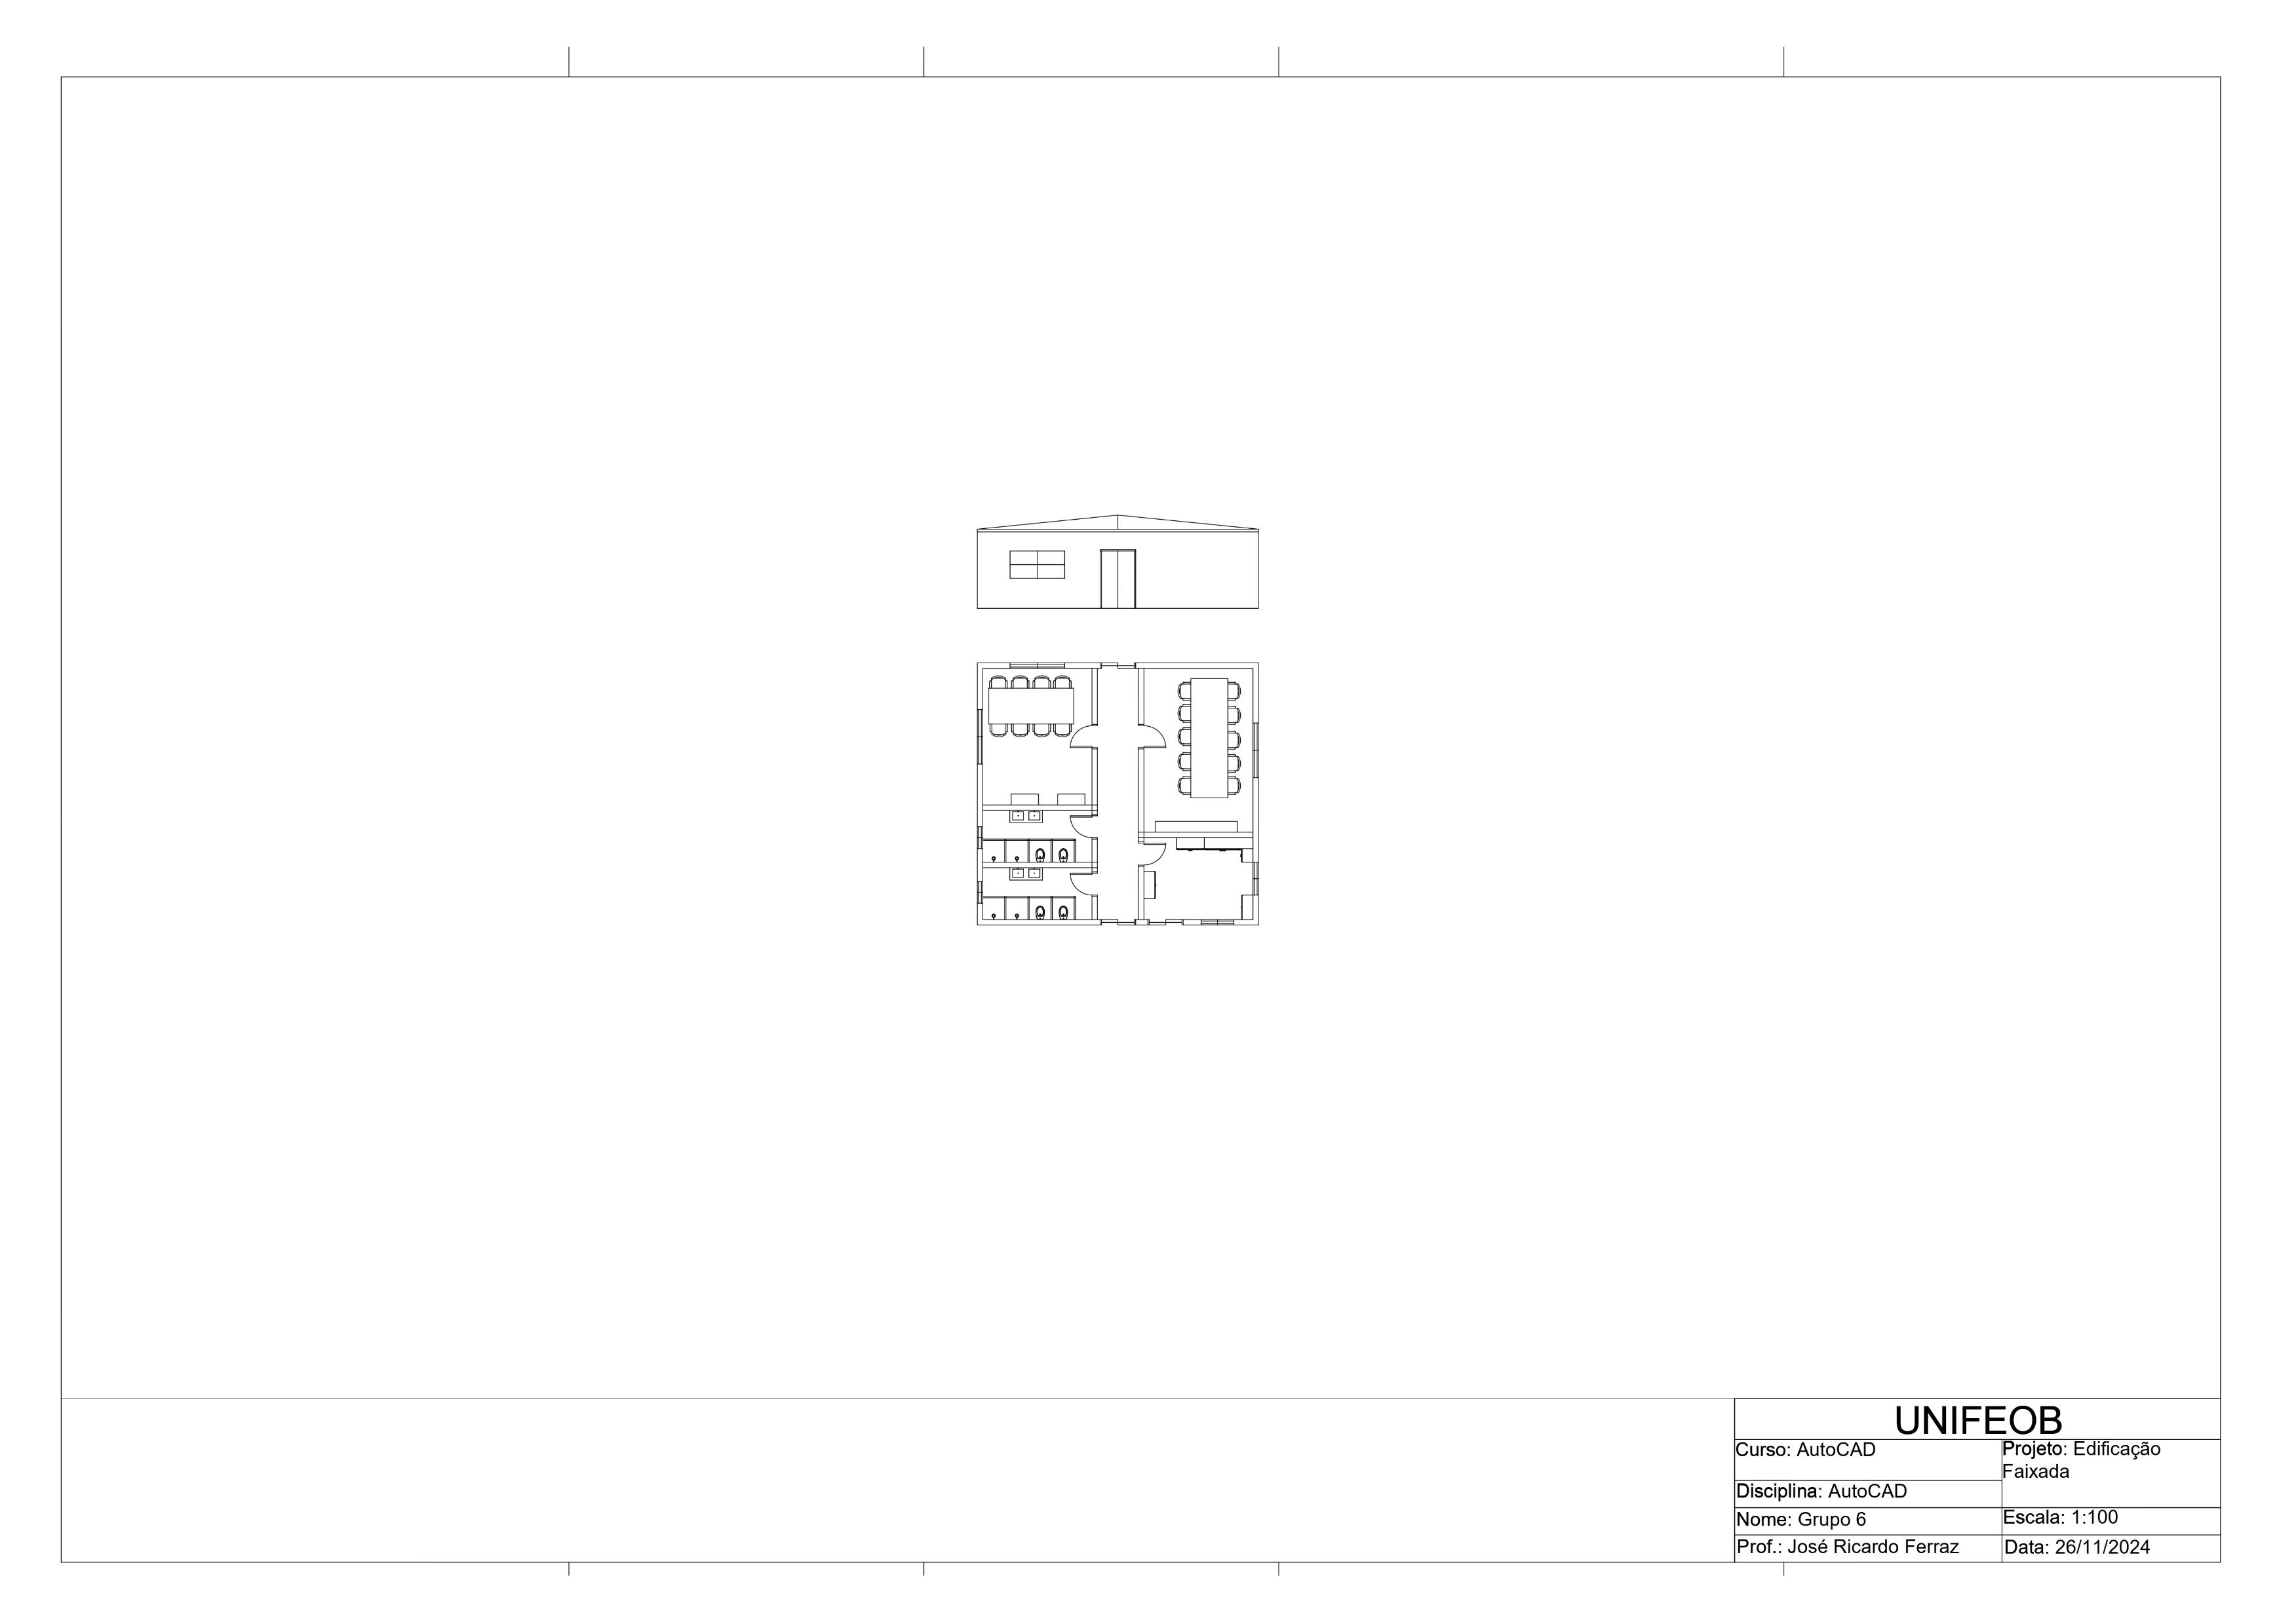 UNIFEOB
Curso: AutoCAD
Projeto: Edificação
Faixada
Disciplina: AutoCAD
Nome: Grupo 6
Escala: 1:100
Prof.: José Ricardo Ferraz
Data: 26/11/2024